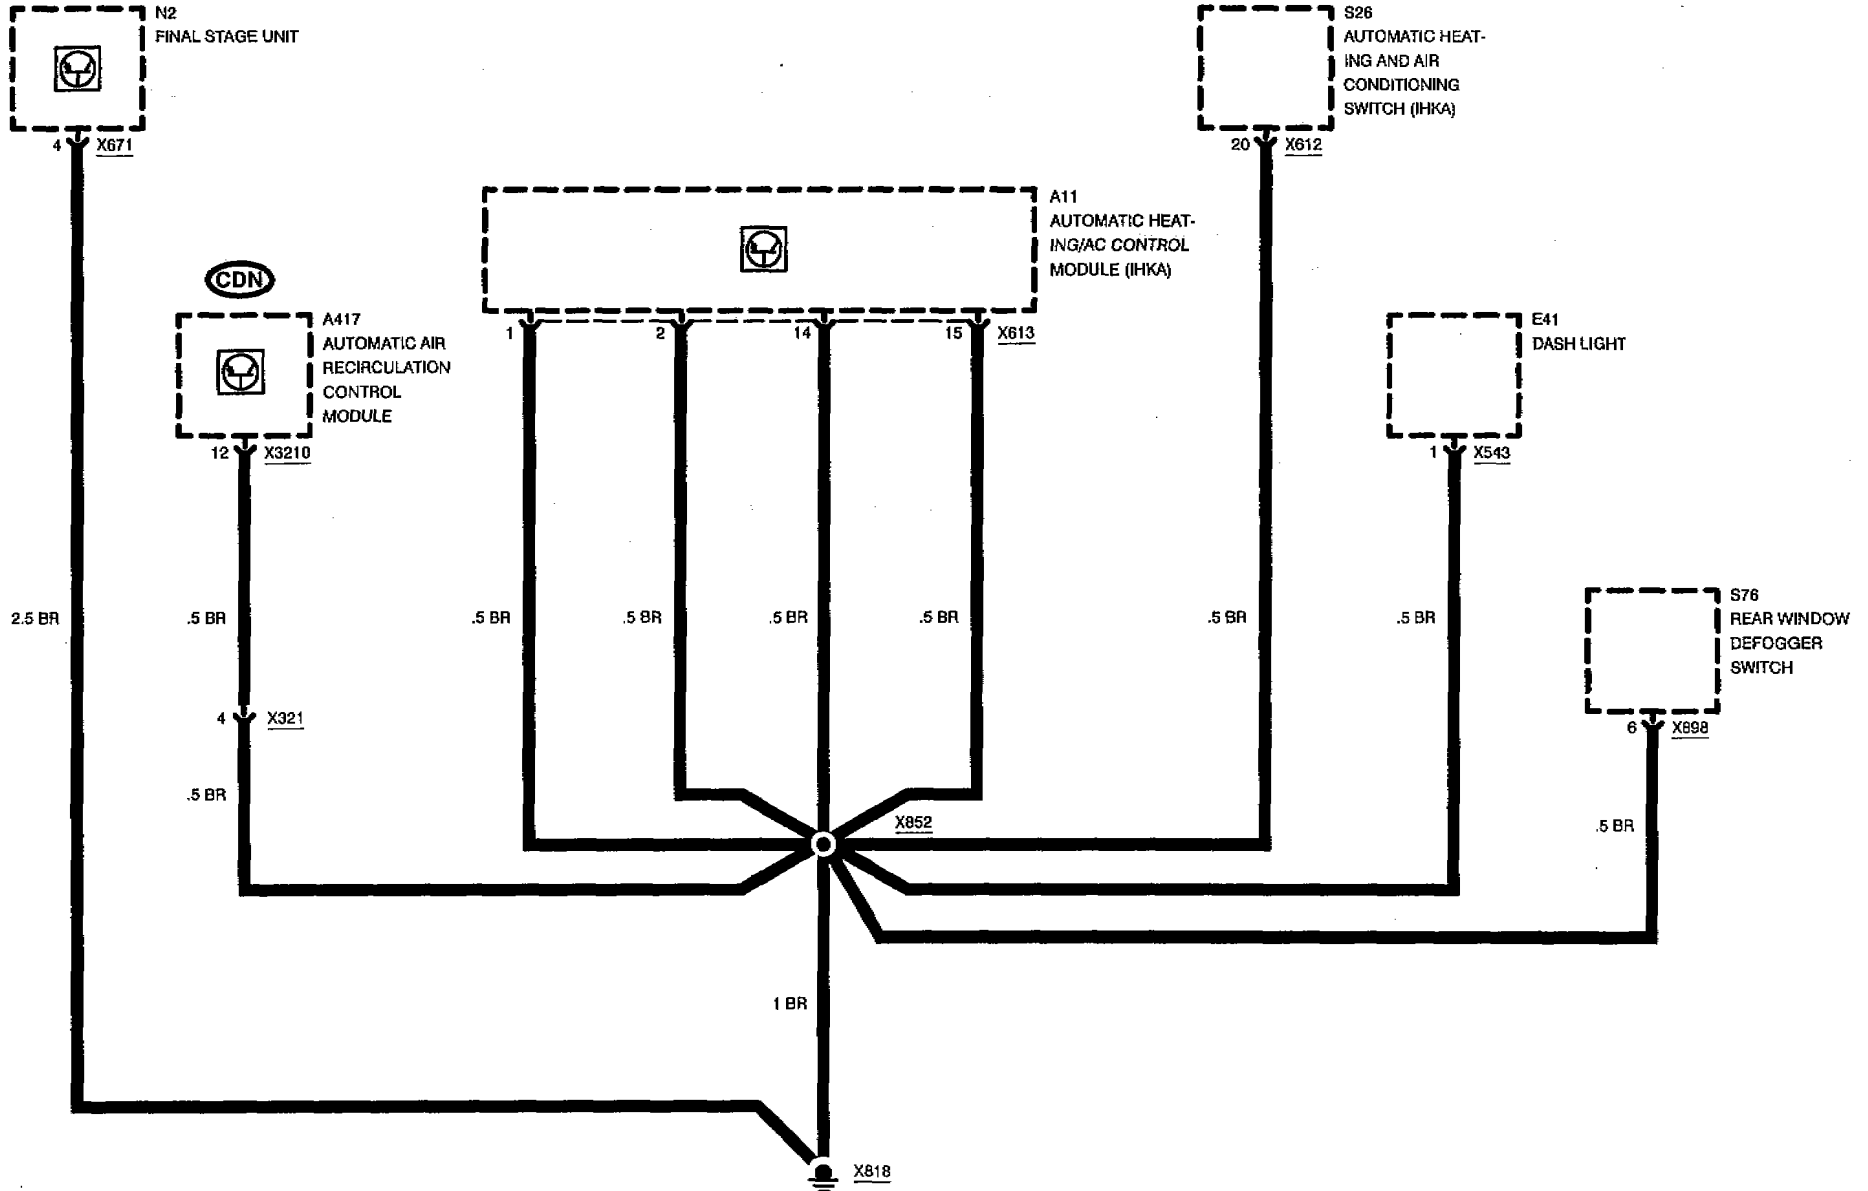 N2
FINAL STAGE UNIT
4 X671
S26
AUTOMATIC HEAT-
ING AND AIR
CONDITIONING
SWITCH (IHKA)
20 X612
A11
AUTOMATIC HEAT-
ING/AC CONTROL
MODULE (IHKA)
1 2 14 15 X613
CDN
A417
AUTOMATIC AIR
RECIRCULATION
CONTROL
MODULE
12 X3210
E41
DASH LIGHT
1 X543
2.5 BR .5 BR .5 BR .5 BR .5 BR .5 BR .5 BR .5 BR
S76
REAR WINDOW
DEFOGGER
SWITCH
6 X898
4 X321
.5 BR
X852
.5 BR
1 BR
X818